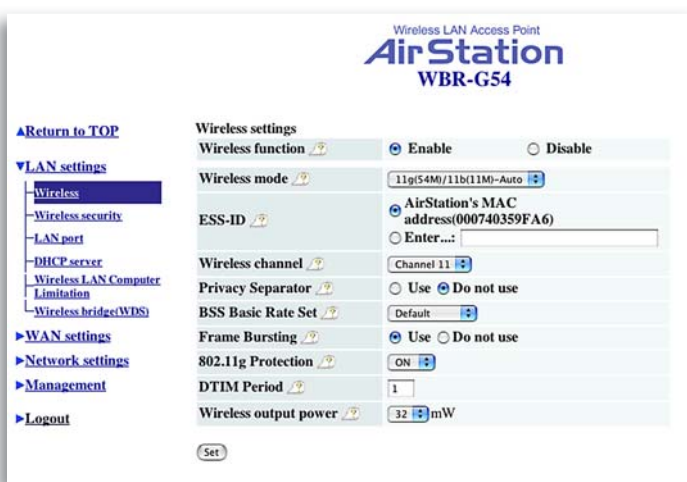 Wireless LAN Access Point
AirStation
WBR-G54
▲Return to TOP
▼LAN settings
Wireless
Wireless security
LAN port
DHCP server
Wireless LAN Computer
Limitation
Wireless bridge(WDS)
►WAN settings
►Network settings
►Management
►Logout
Wireless settings
Wireless function ? Enable Disable
Wireless mode ? 11g(54M)/11b(11M)-Auto
ESS-ID ? AirStation's MAC
address(000740359FA6)
Enter...:
Wireless channel ? Channel 11
Privacy Separator ? Use Do not use
BSS Basic Rate Set ? Default
Frame Bursting ? Use Do not use
802.11g Protection ? ON
DTIM Period ? 1
Wireless output power ? 32 mW
Set